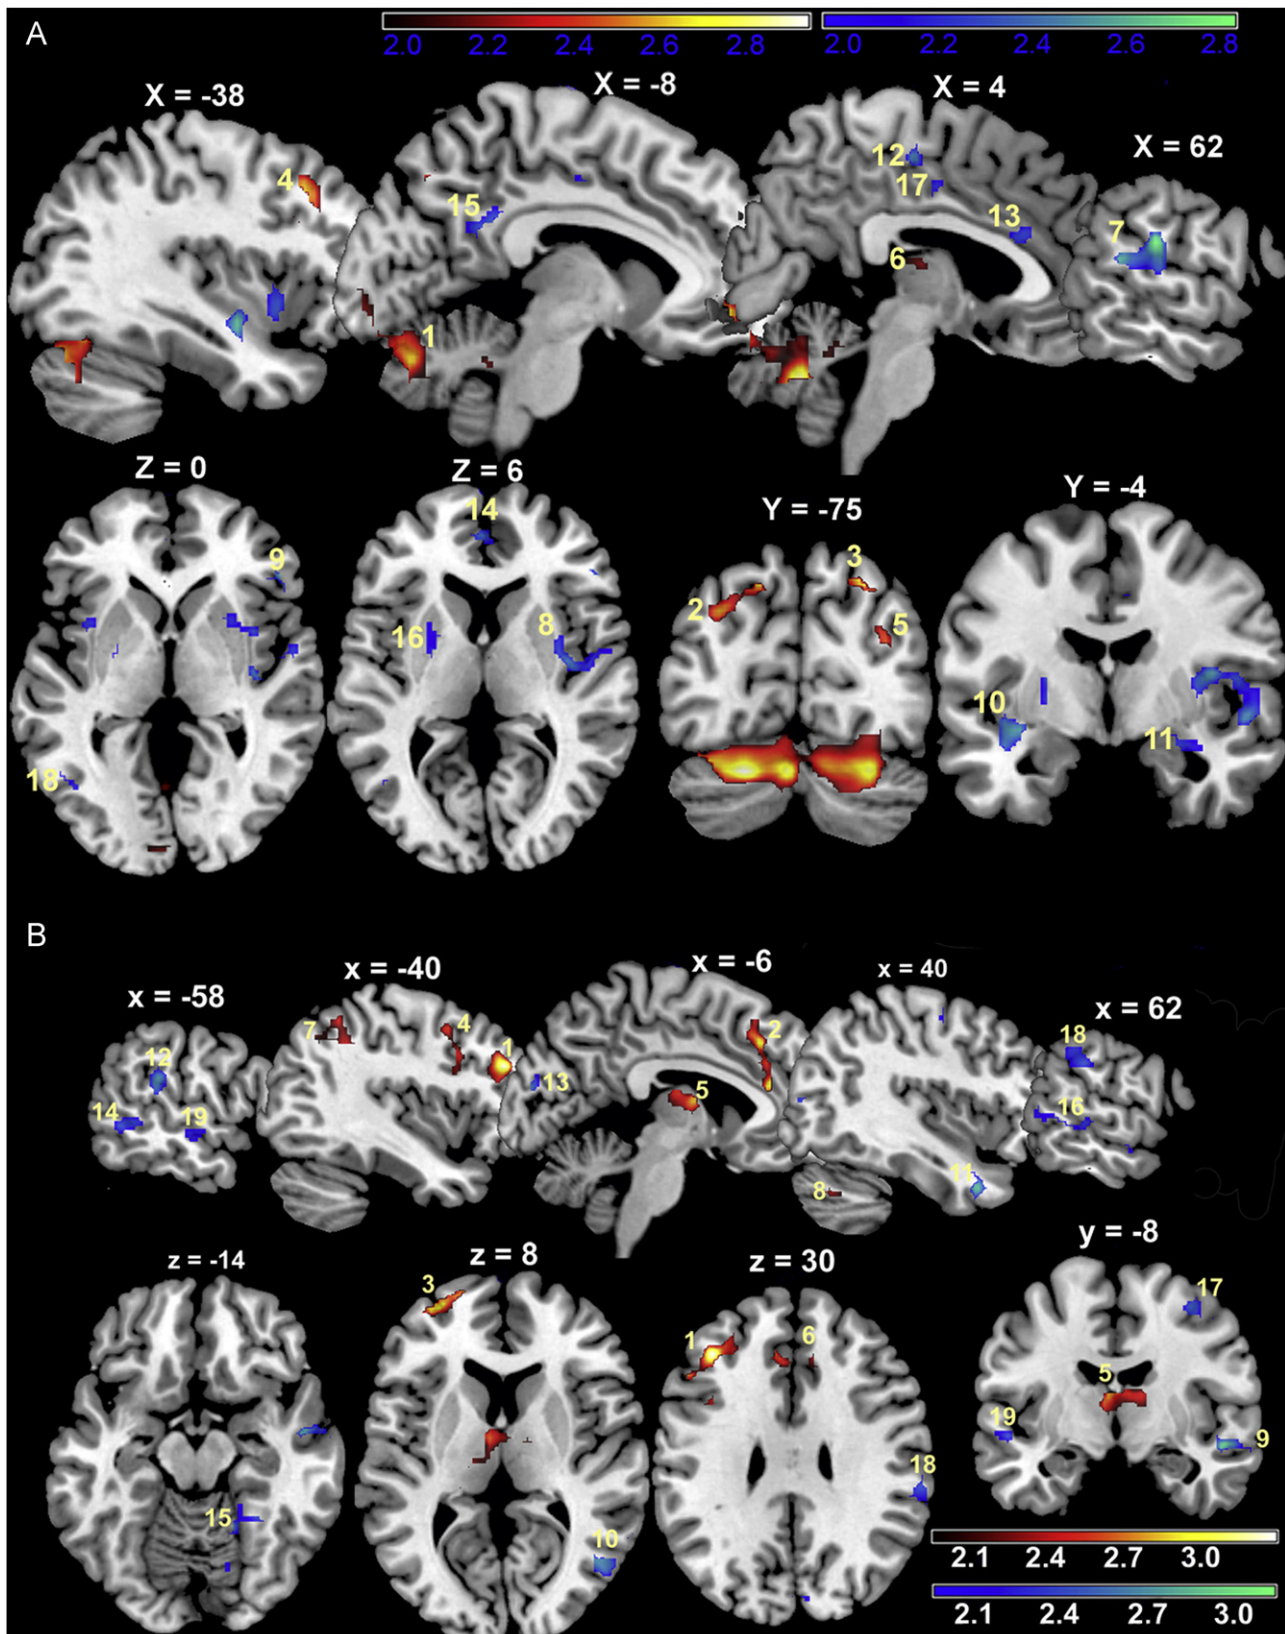 A
2.0 2.2 2.4 2.6 2.8 2.0 2.2 2.4 2.6 2.8
X = -38 X = -8 X = 4 X = 62
4 15 1 12 17 13 6 7
Z = 0 Z = 6 Y = -75 Y = -4
9 18 14 16 8 2 3 5 10 11
B
x = -58 x = -40 x = -6 x = 40 x = 62
12 14 19 7 4 1 13 2 5 8 11 18 16
z = -14 z = 8 z = 30 y = -8
15 3 10 1 6 18 17 5 19 9
2.1 2.4 2.7 3.0
2.1 2.4 2.7 3.0